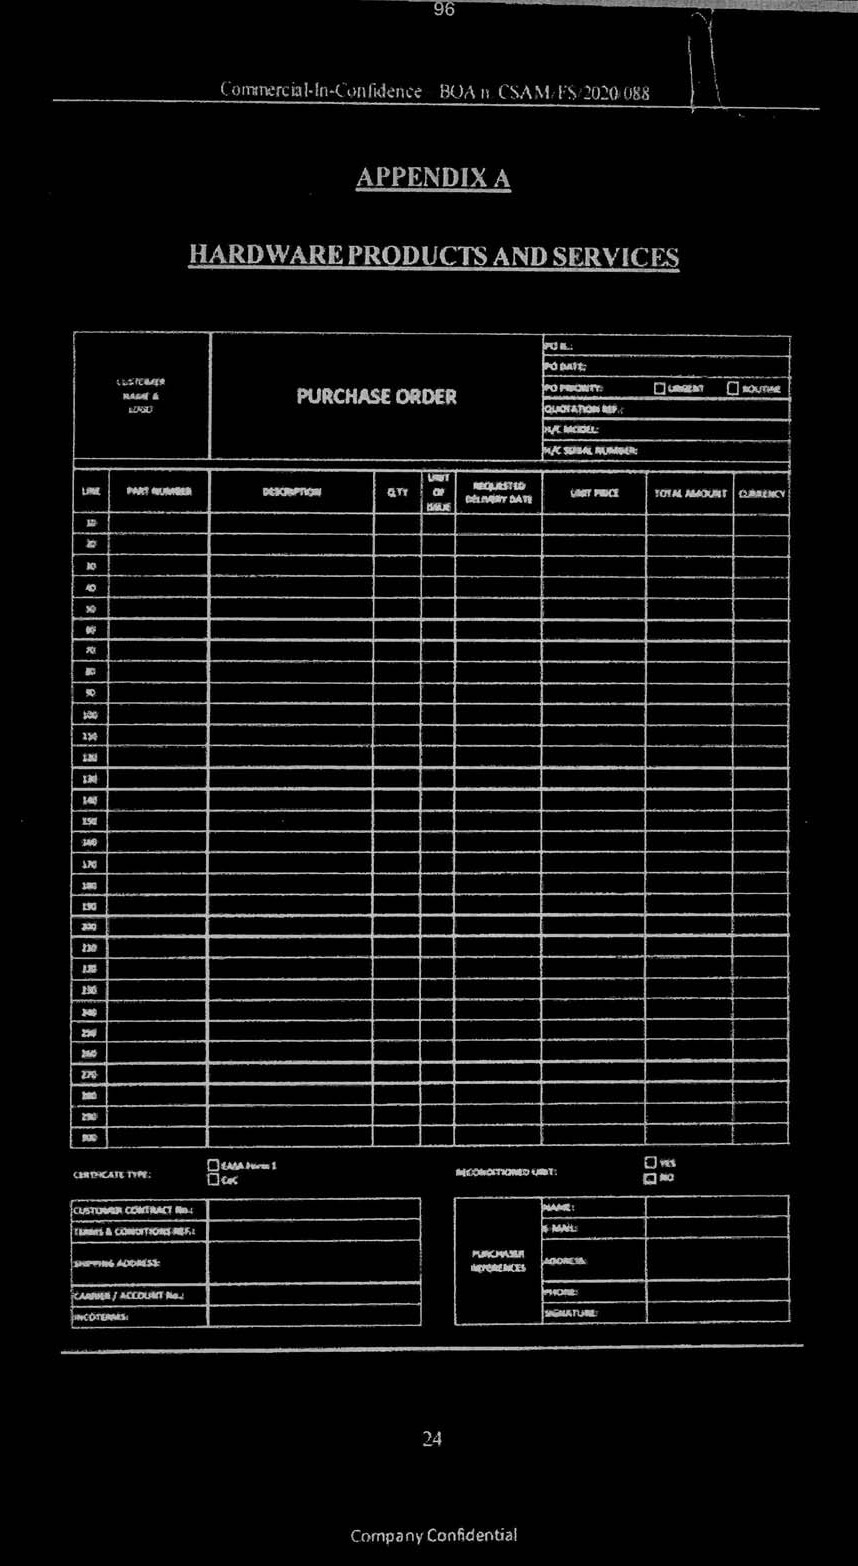 96
Commercial-In-Confidence - BOA n. CSAM/FS/2020/088
APPENDIX A
HARDWARE PRODUCTS AND SERVICES
CUSTOMER
NAME &
LOGO
PURCHASE ORDER
PO N.:
PO DATE:
PO PRIORITY: URGENT ROUTINE
QUOTATION REF.:
H/C MODEL:
H/C SERIAL NUMBER:
LINE PART NUMBER DESCRIPTION Q.TY UNIT OF ISSUE REQUESTED DELIVERY DATE UNIT PRICE TOTAL AMOUNT CURRENCY
10
20
30
40
50
60
70
80
90
100
110
120
130
140
150
160
170
180
190
200
210
220
230
240
250
260
270
280
290
300
CERTIFICATE TYPE: EASA Form 1
CoC
RECONDITIONED UNIT: YES
NO
CUSTOMER CONTRACT No.:
TERMS & CONDITIONS REF.:
SHIPPING ADDRESS:
CARRIER / ACCOUNT No.:
INCOTERMS:
PURCHASER
REFERENCES
NAME:
E-MAIL:
ADDRESS:
PHONE:
SIGNATURE:
24
Company Confidential